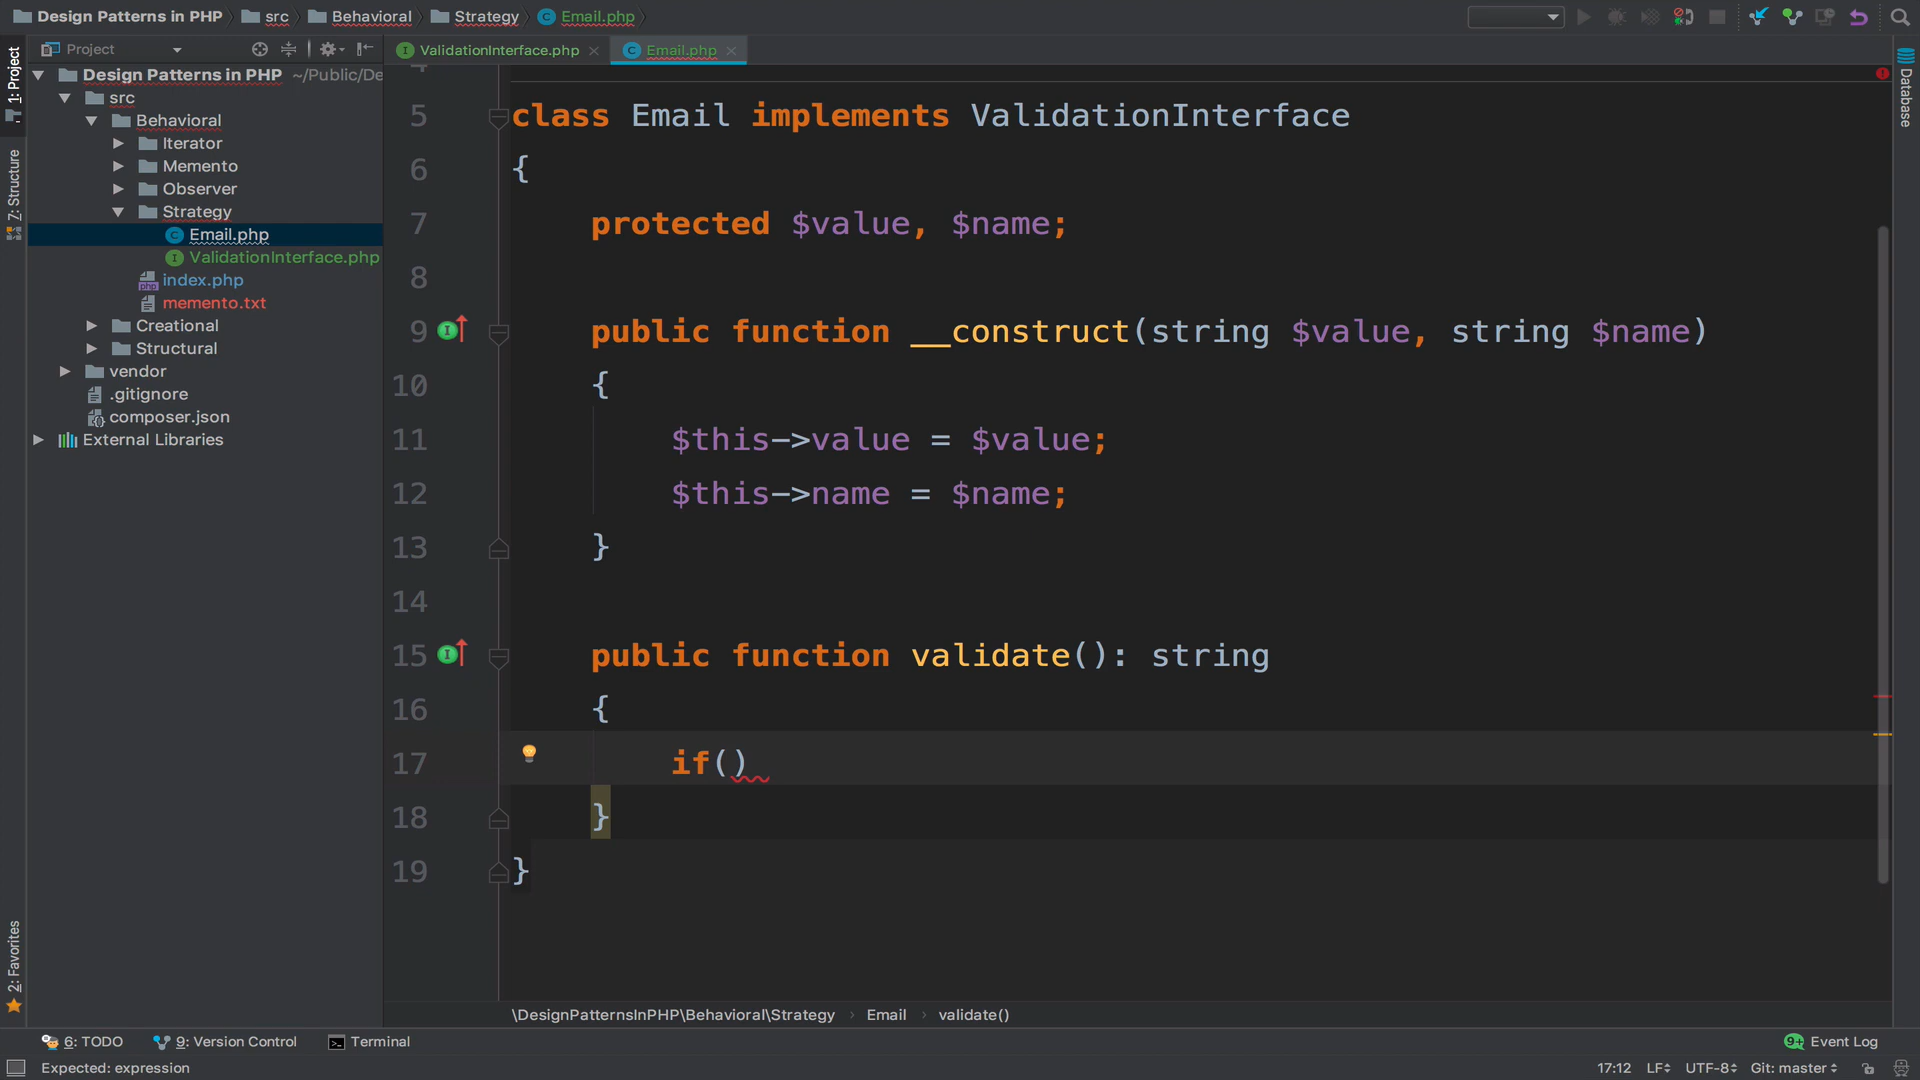 Design Patterns in PHP src Behavioral Strategy Email.php
Project
ValidationInterface.php Email.php
1: Project
7: Structure
2: Favorites
Database
Design Patterns in PHP ~/Public/De
src
Behavioral
Iterator
Memento
Observer
Strategy
Email.php
ValidationInterface.php
index.php
memento.txt
Creational
Structural
vendor
.gitignore
composer.json
External Libraries
5 class Email implements ValidationInterface
6 {
7 protected $value, $name;
8
9 public function __construct(string $value, string $name)
10 {
11 $this->value = $value;
12 $this->name = $name;
13 }
14
15 public function validate(): string
16 {
17 if()
18 }
19 }
\DesignPatternsInPHP\Behavioral\Strategy › Email › validate()
6: TODO 9: Version Control Terminal 9+ Event Log
Expected: expression 17:12 LF UTF-8 Git: master